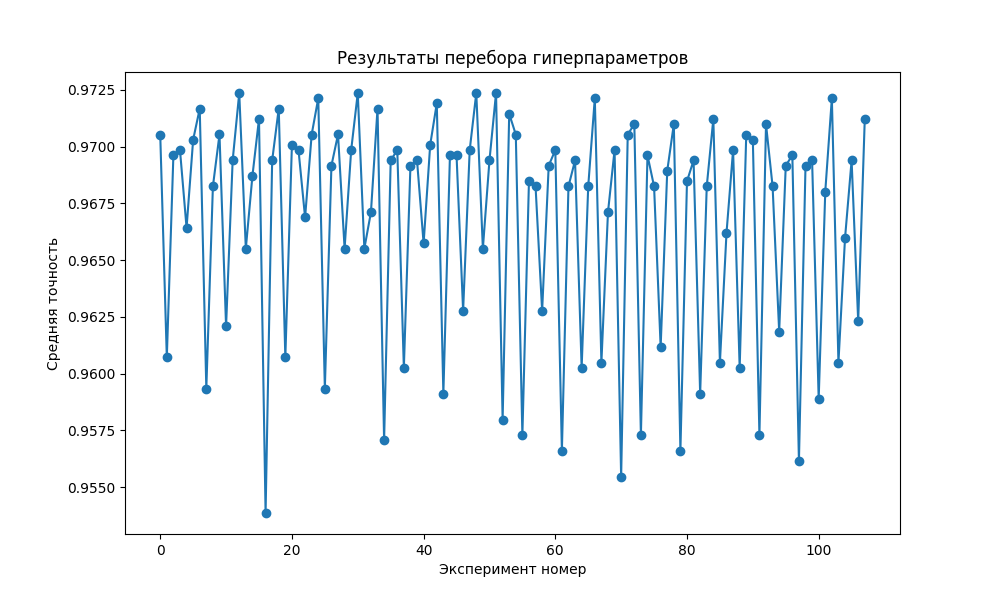 Результаты перебора гиперпараметров
0.9725
0.9700
0.9675
0.9650
0.9625
0.9600
0.9575
0.9550
Средняя точность
0 20 40 60 80 100
Эксперимент номер